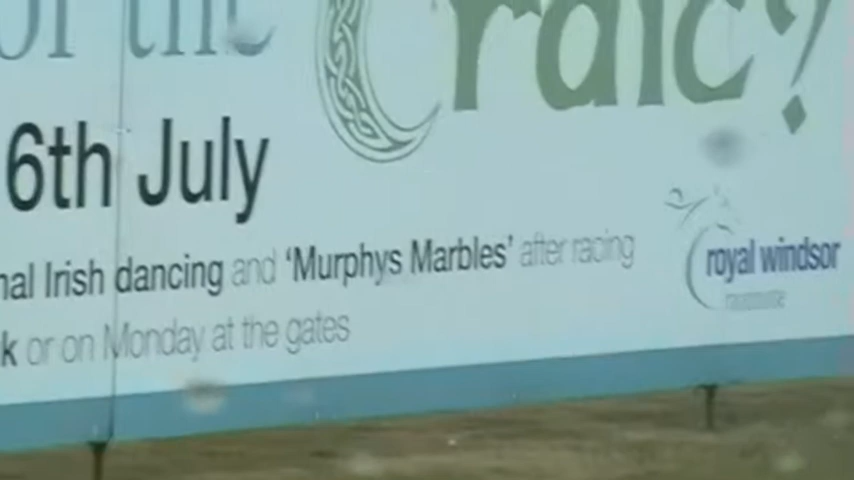 or the Craic?
6th July
nal Irish dancing and 'Murphys Marbles' after racing
k or on Monday at the gates
royal windsor
racecourse